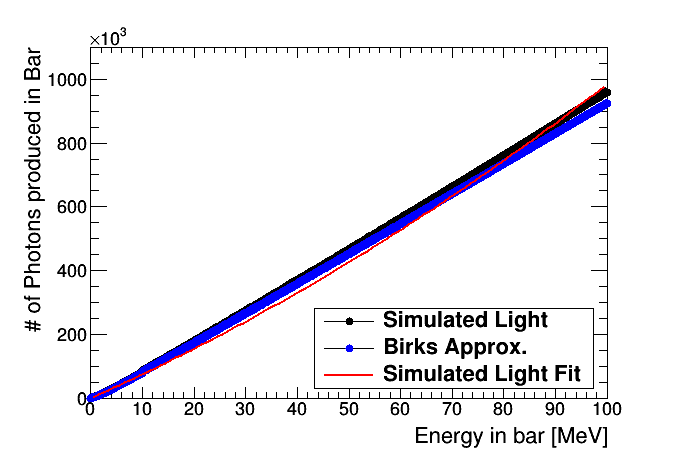 ×10³
# of Photons produced in Bar
1000
800
600
400
200
0
0 10 20 30 40 50 60 70 80 90 100
Energy in bar [MeV]
Simulated Light
Birks Approx.
Simulated Light Fit